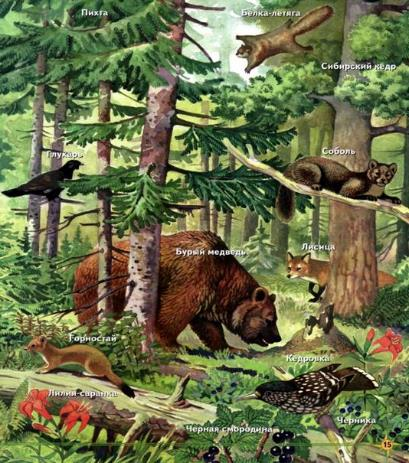 Пихта
Белка-летяга
Сибирский кедр
Глухарь
Соболь
Бурый медведь
Лисица
Горностай
Кедровка
Лилия-саранка
Черника
Черная смородина
15